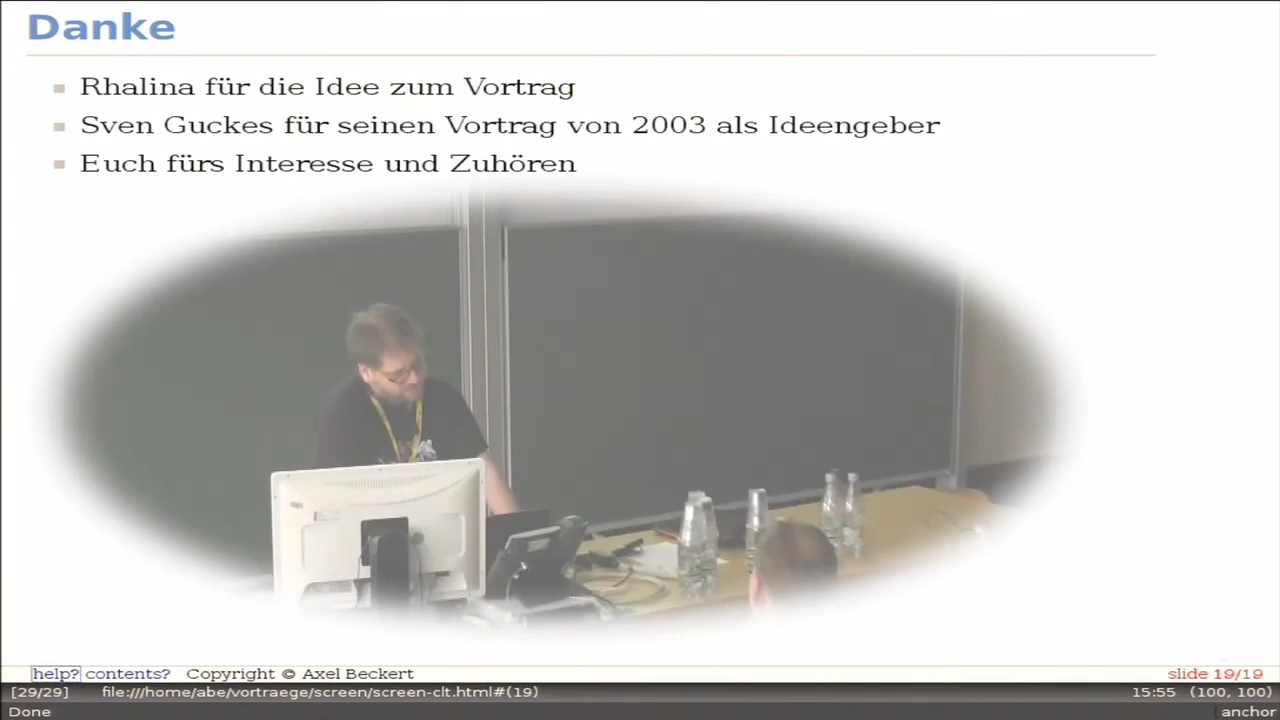 Danke
Rhalina für die Idee zum Vortrag
Sven Guckes für seinen Vortrag von 2003 als Ideengeber
Euch fürs Interesse und Zuhören
help? contents? Copyright © Axel Beckert slide 19/19
[29/29] file:///home/abe/vortraege/screen/screen-clt.html#(19) 15:55 (100, 100)
Done anchor